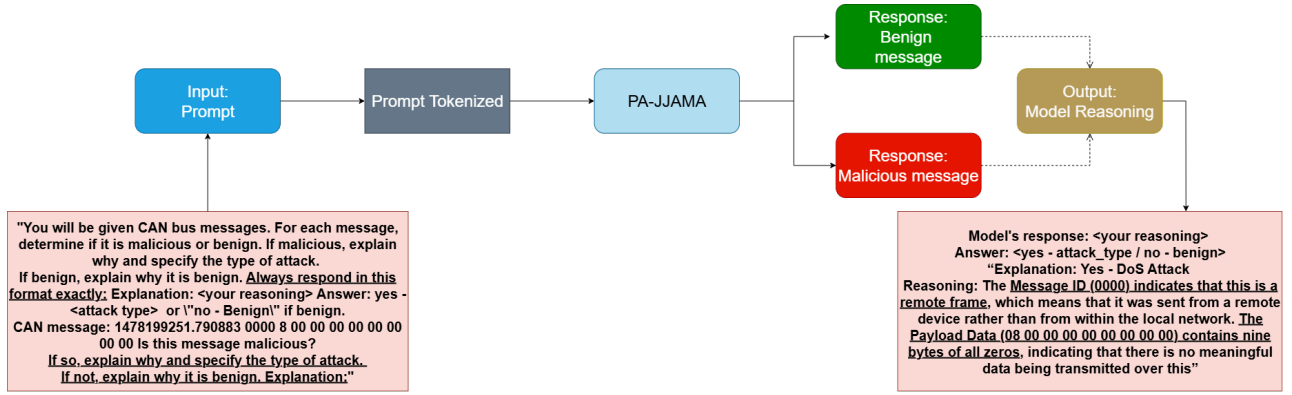 Input:
Prompt
Prompt Tokenized
PA-JJAMA
Response:
Benign
message
Response:
Malicious message
Output:
Model Reasoning
"You will be given CAN bus messages. For each message,
determine if it is malicious or benign. If malicious, explain
why and specify the type of attack.
If benign, explain why it is benign. Always respond in this
format exactly: Explanation: <your reasoning> Answer: yes -
<attack type>  or \"no - Benign\" if benign.
CAN message: 1478199251.790883 0000 8 00 00 00 00 00 00
00 00 Is this message malicious?
If so, explain why and specify the type of attack.
If not, explain why it is benign. Explanation:"
Model's response: <your reasoning>
Answer: <yes - attack_type / no - benign>
“Explanation: Yes - DoS Attack
Reasoning: The Message ID (0000) indicates that this is a
remote frame, which means that it was sent from a remote
device rather than from within the local network. The
Payload Data (08 00 00 00 00 00 00 00 00) contains nine
bytes of all zeros, indicating that there is no meaningful
data being transmitted over this”